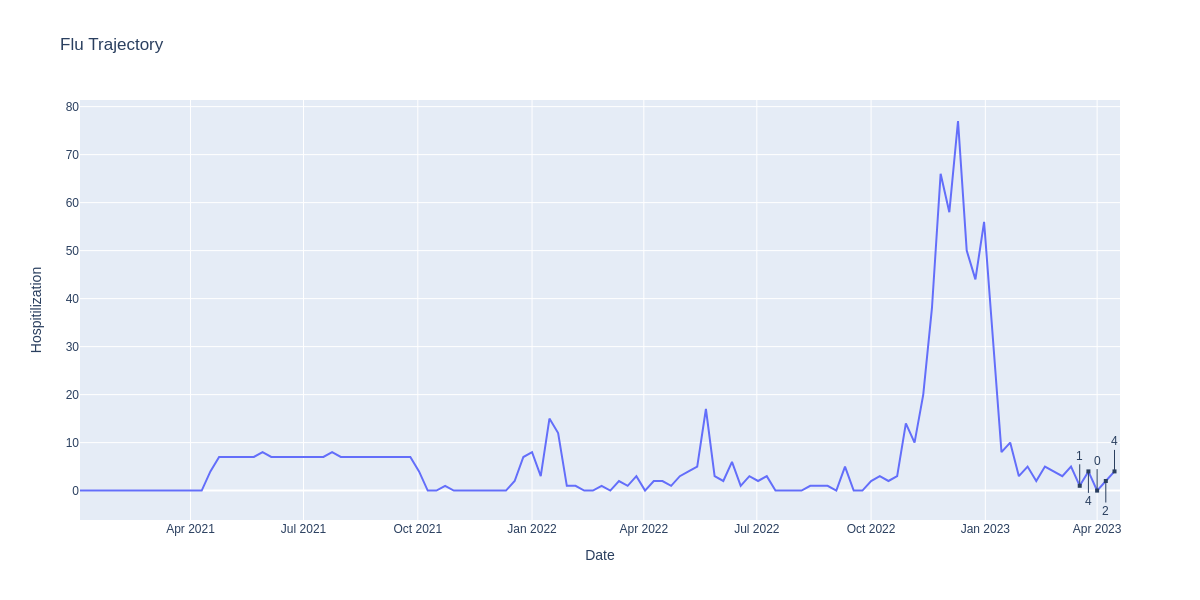 Flu Trajectory
Hospitilization
80
70
60
50
40
30
20
10
0
1
4
0
2
4
Apr 2021
Jul 2021
Oct 2021
Jan 2022
Apr 2022
Jul 2022
Oct 2022
Jan 2023
Apr 2023
Date